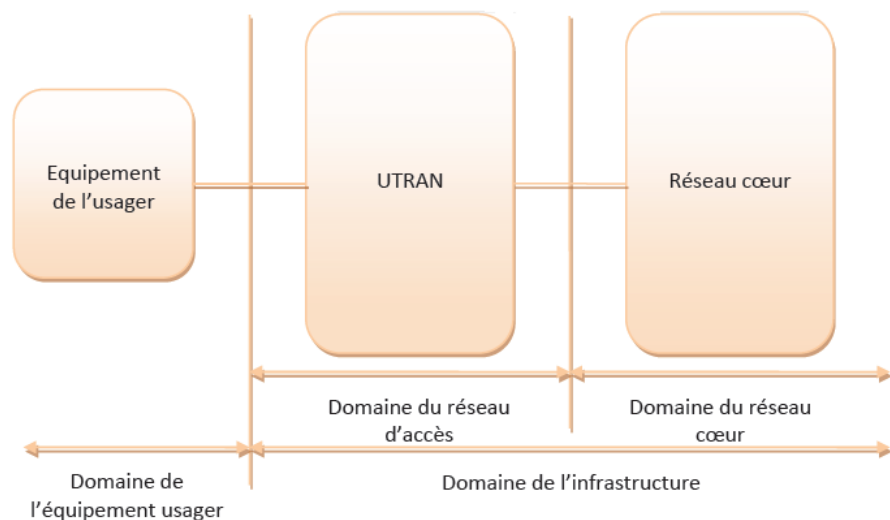 Equipement
de l'usager
UTRAN
Réseau cœur
Domaine du réseau
d'accès
Domaine du réseau
cœur
Domaine de
l'équipement usager
Domaine de l'infrastructure